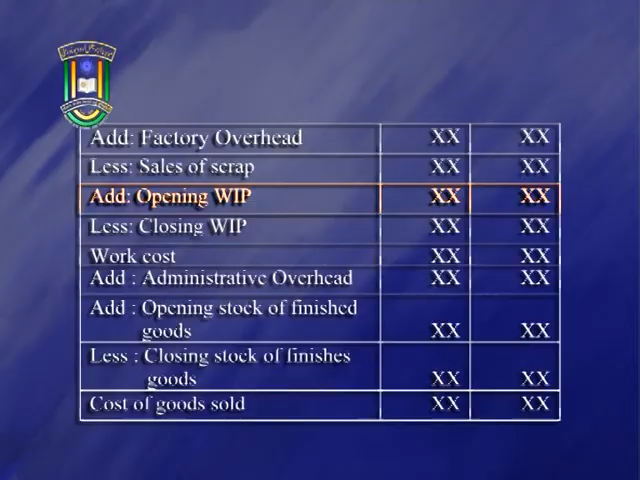 Add: Factory Overhead XX XX
Less: Sales of scrap XX XX
Add: Opening WIP XX XX
Less: Closing WIP XX XX
Work cost XX XX
Add : Administrative Overhead XX XX
Add : Opening stock of finished
goods XX XX
Less : Closing stock of finishes
goods XX XX
Cost of goods sold XX XX